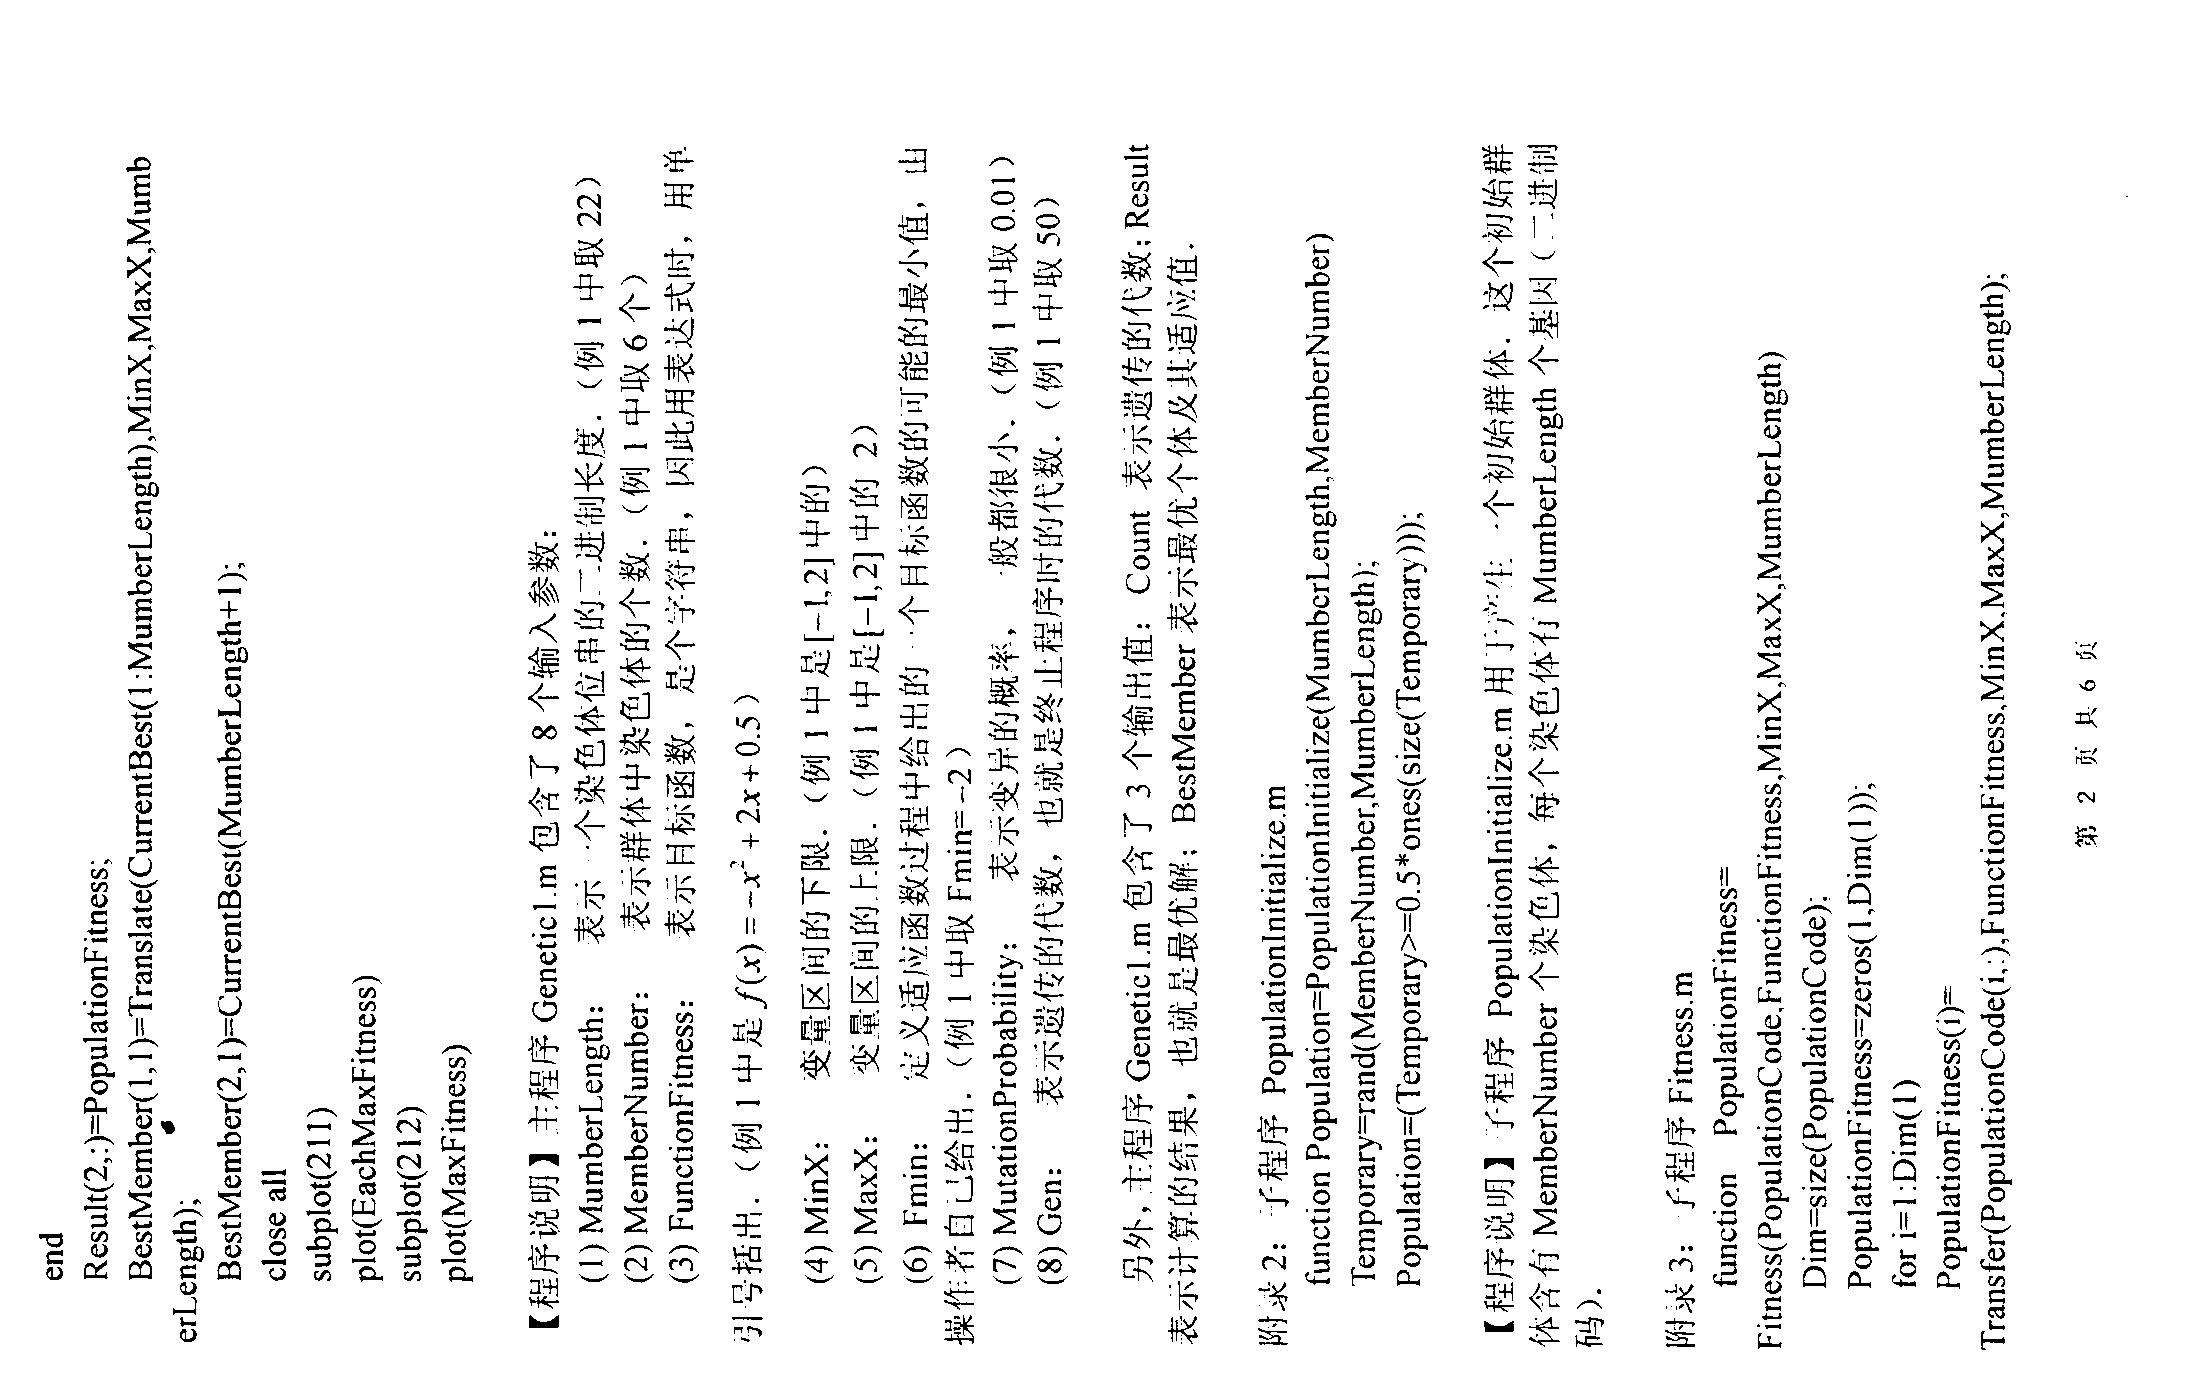 end
Result(2,:)=PopulationFitness;
BestMember(1,1)=Translate(CurrentBest(1:MumberLength),MinX,MaxX,Mumb
erLength);
BestMember(2,1)=CurrentBest(MumberLength+1);
close all
subplot(211)
plot(EachMaxFitness)
subplot(212)
plot(MaxFitness)
【程序说明】主程序 Genetic1.m 包含了 8 个输入参数:
(1) MumberLength: 表示一个染色体位串的二进制长度.(例 1 中取 22)
(2) MemberNumber: 表示群体中染色体的个数.(例 1 中取 6 个)
(3) FunctionFitness: 表示目标函数, 是个字符串, 因此用表达式时, 用单
引号括出.(例 1 中是 f(x) = −x² + 2x + 0.5)
(4) MinX: 变量区间的下限.(例 1 中是[−1,2]中的)
(5) MaxX: 变量区间的上限.(例 1 中是[−1,2]中的 2)
(6) Fmin: 定义适应函数过程中给出的一个目标函数的可能的最小值, 由
操作者自己给出.(例 1 中取 Fmin= −2)
(7) MutationProbability: 表示变异的概率, 一般都很小.(例 1 中取 0.01)
(8) Gen: 表示遗传的代数, 也就是终止程序时的代数.(例 1 中取 50)
另外, 主程序 Genetic1.m 包含了 3 个输出值: Count 表示遗传的代数; Result
表示计算的结果, 也就是最优解; BestMember 表示最优个体及其适应值.
附录 2: 子程序 PopulationInitialize.m
function Population=PopulationInitialize(MumberLength,MemberNumber)
Temporary=rand(MemberNumber,MumberLength);
Population=(Temporary>=0.5*ones(size(Temporary)));
【程序说明】子程序 PopulationInitialize.m 用于产生一个初始群体. 这个初始群
体含有 MemberNumber 个染色体, 每个染色体有 MumberLength 个基因(二进制
码).
附录 3: 子程序 Fitness.m
function PopulationFitness=
Fitness(PopulationCode,FunctionFitness,MinX,MaxX,MumberLength)
Dim=size(PopulationCode);
PopulationFitness=zeros(1,Dim(1));
for i=1:Dim(1)
PopulationFitness(i)=
Transfer(PopulationCode(i,:),FunctionFitness,MinX,MaxX,MumberLength);
第 2 页 共 6 页